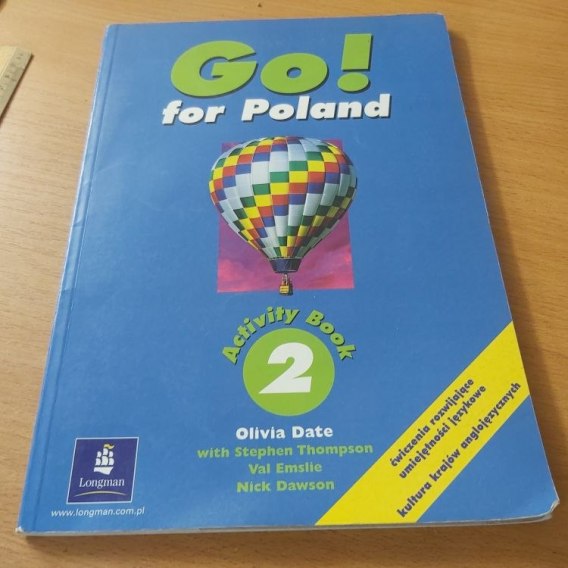 Go!
for Poland
Activity Book
2
Olivia Date
with Stephen Thompson
Val Emslie
Nick Dawson
ćwiczenia rozwijające
umiejętności językowe
kultura krajów anglojęzycznych
Longman
www.longman.com.pl